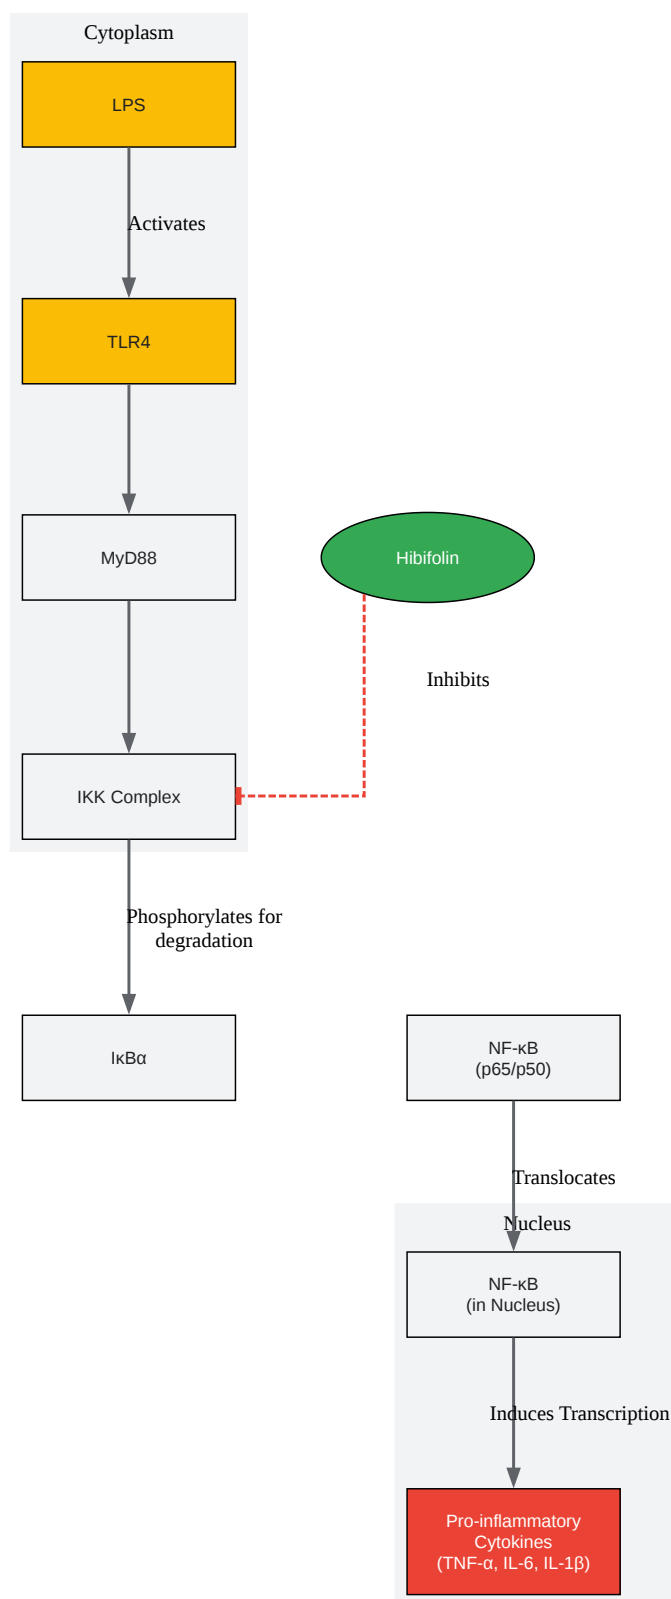 Cytoplasm
LPS
Activates
TLR4
MyD88
Hibifolin
Inhibits
IKK Complex
Phosphorylates for
degradation
IκBα
NF-κB
(p65/p50)
Translocates
Nucleus
NF-κB
(in Nucleus)
Induces Transcription
Pro-inflammatory
Cytokines
(TNF-α, IL-6, IL-1β)